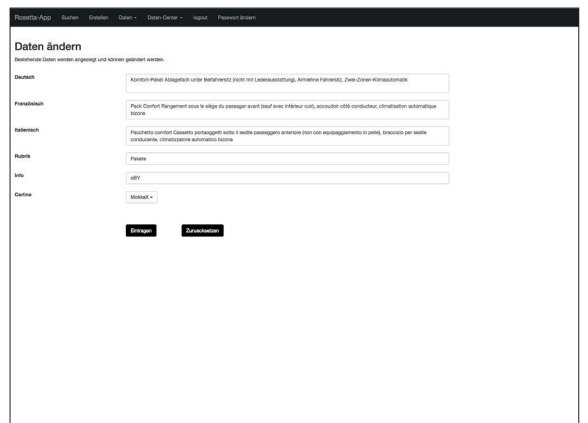 Rosetta-App Suchen Erstellen Daten Daten-Center logout Passwort ändern
Daten ändern
Bestehende Daten werden angezeigt und können geändert werden.
Deutsch
Komfort-Paket Ablagefach unter Beifahrersitz (nicht mit Lederausstattung), Armlehne Fahrersitz, Zwei-Zonen-Klimaautomatik
Französisch
Pack Confort Rangement sous le siège du passager avant (sauf avec intérieur cuir), accoudoir côté conducteur, climatisation automatique
bizone
Italienisch
Pacchetto comfort Cassetto portaoggetti sotto il sedile passeggero anteriore (non con equipaggiamento in pelle), bracciolo per sedile
conducente, climatizzatore automatico bizona
Rubrik
Pakete
Info
eBY
Carline
MokkaX
Eintragen Zuruecksetzen